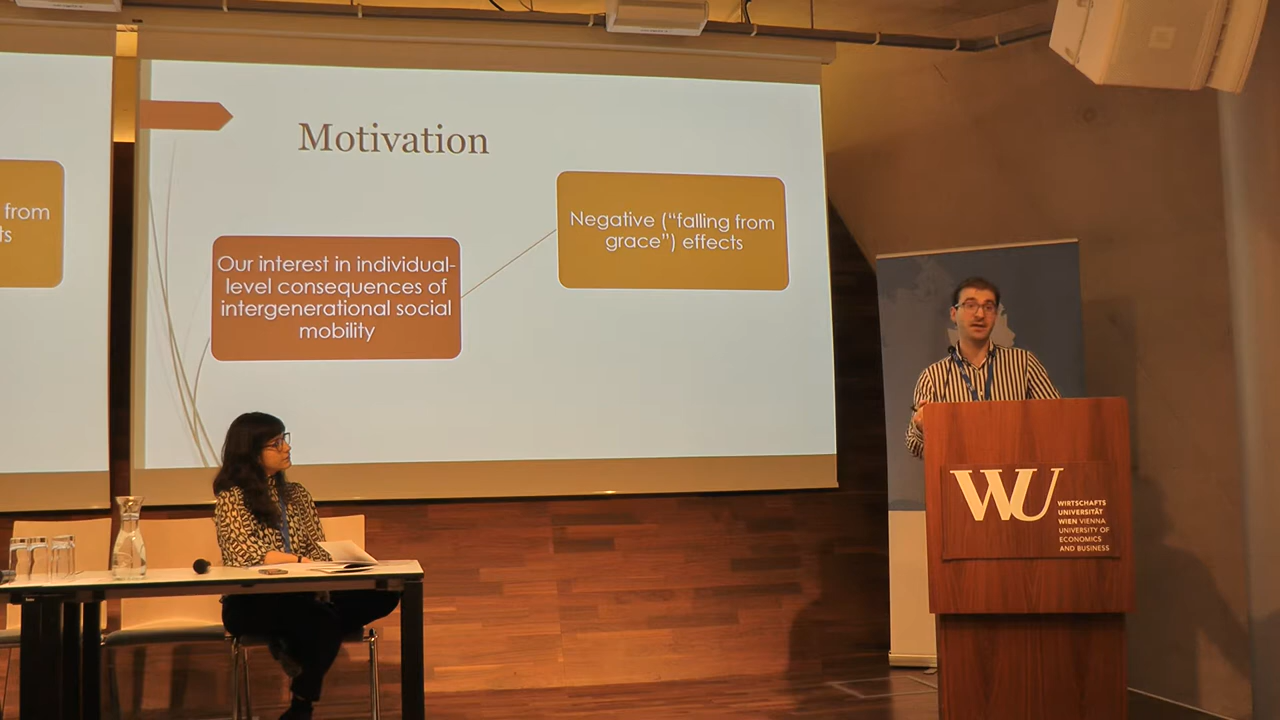 from
ts
Motivation
Our interest in individual-
level consequences of
intergenerational social
mobility
Negative (“falling from
grace”) effects
WU
WIRTSCHAFTS
UNIVERSITÄT
WIEN VIENNA
UNIVERSITY OF
ECONOMICS
AND BUSINESS